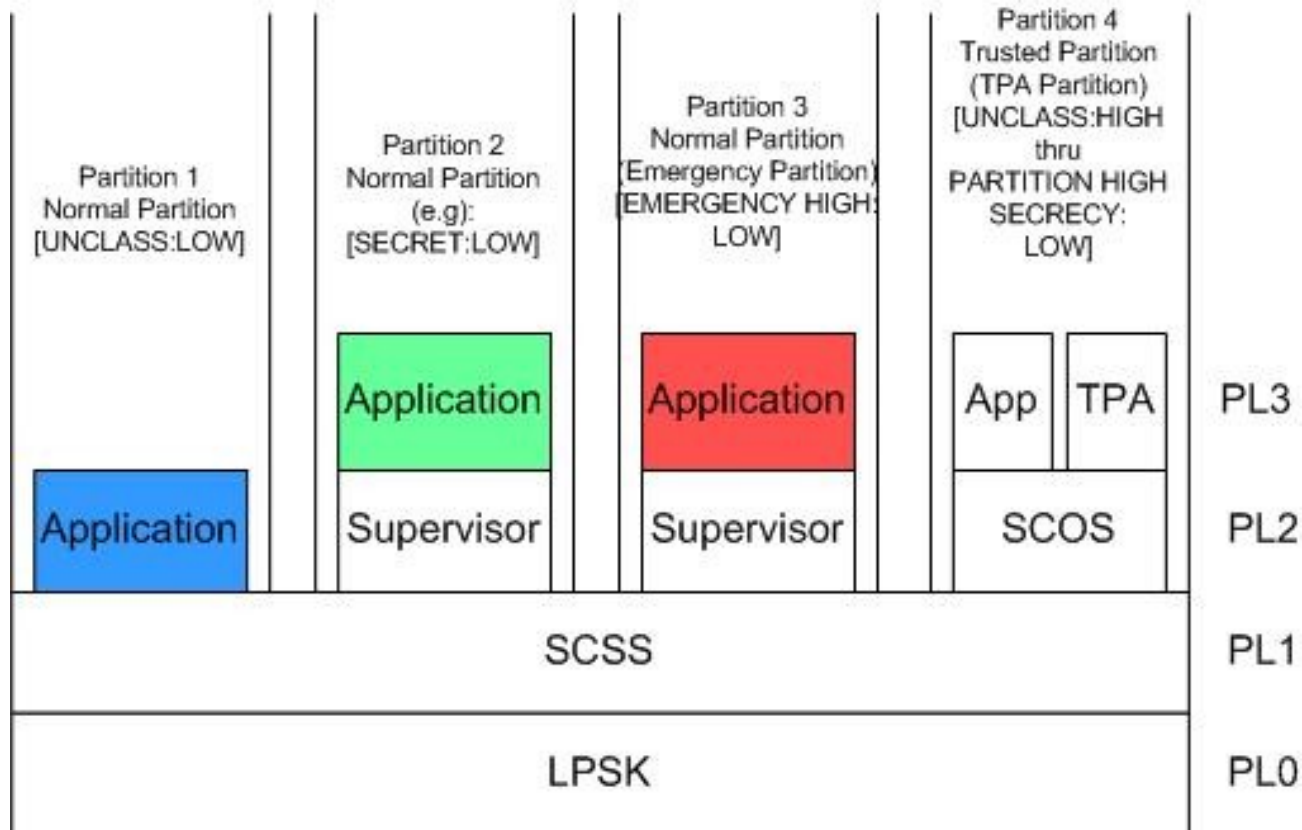 Partition 1
Normal Partition
[UNCLASS:LOW]
Partition 2
Normal Partition
(e.g):
[SECRET:LOW]
Partition 3
Normal Partition
(Emergency Partition)
[EMERGENCY HIGH:
LOW]
Partition 4
Trusted Partition
(TPA Partition)
[UNCLASS:HIGH
thru
PARTITION HIGH
SECRECY:
LOW]
Application
Application
App
TPA
PL3
Application
Supervisor
Supervisor
SCOS
PL2
SCSS
PL1
LPSK
PL0